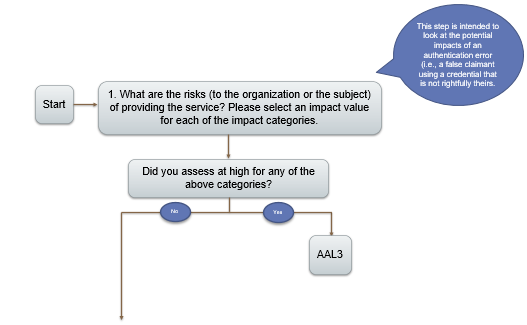 This step is intended to
look at the potential
impacts of an
authentication error
(i.e., a false claimant
using a credential that
is not rightfully theirs.
Start
1. What are the risks (to the organization or the subject)
of providing the service? Please select an impact value
for each of the impact categories.
Did you assess at high for any of the
above categories?
No
Yes
AAL3